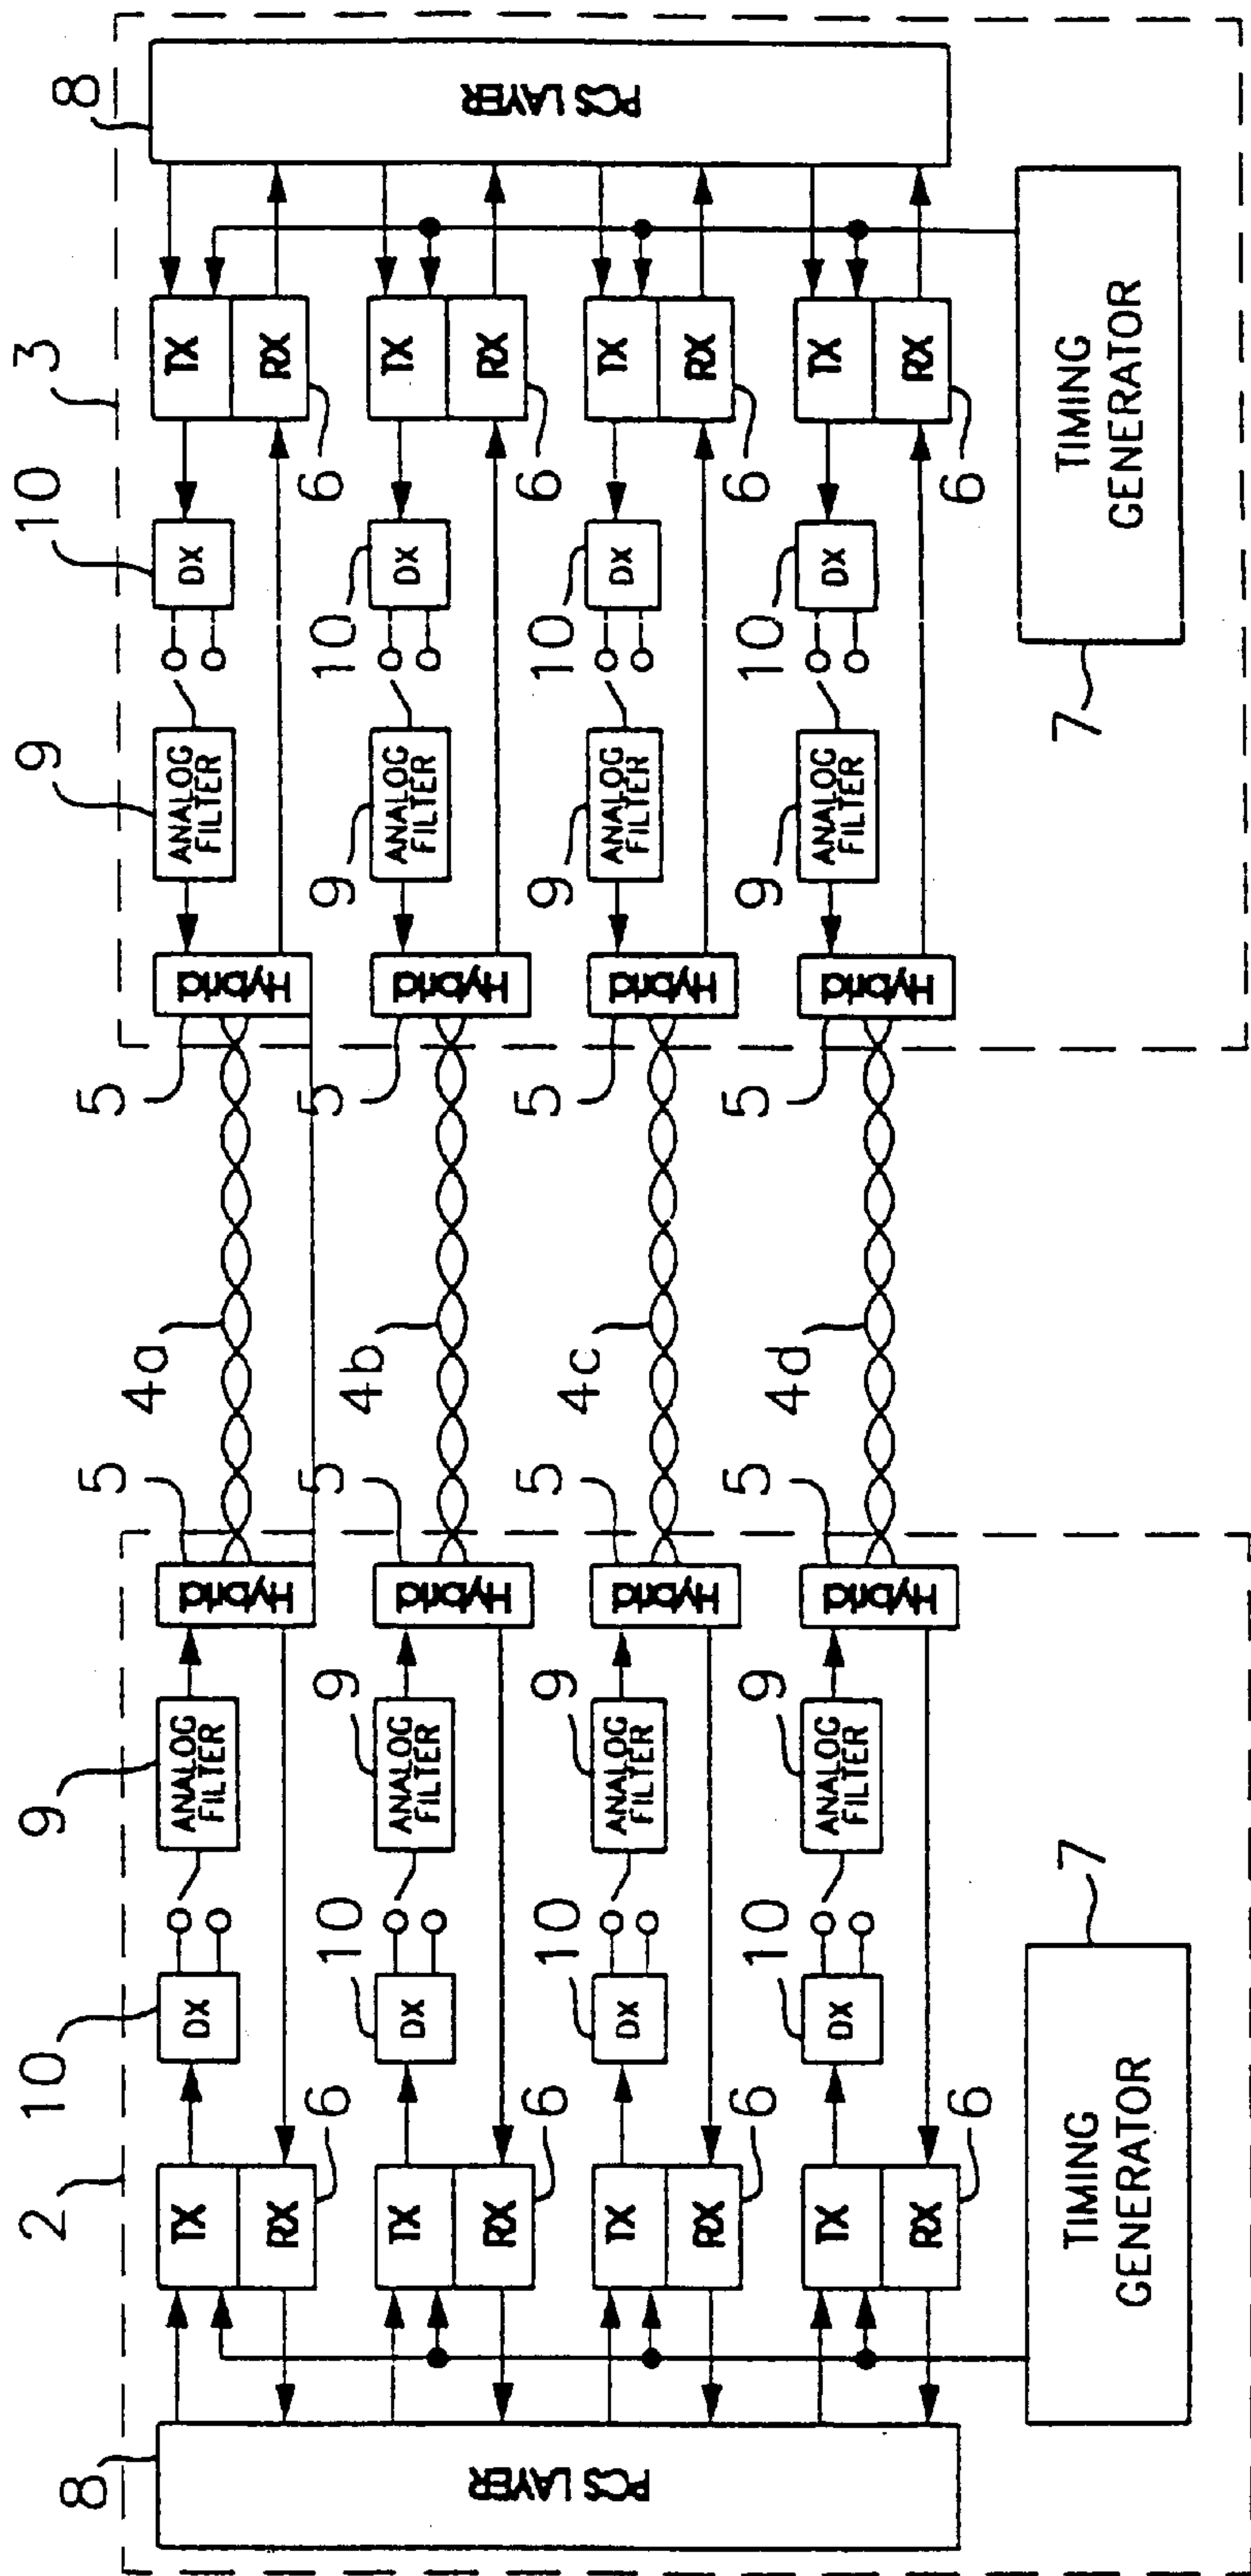 2 10 9 9 10 3
8 5 4a 5 8
TX DX ANALOG FILTER Hybrid Hybrid ANALOG FILTER DX TX
RX RX
6 10 9 5 4b 5 9 10 6
TX DX ANALOG FILTER Hybrid Hybrid ANALOG FILTER DX TX
RX RX
PCS LAYER PCS LAYER
6 10 9 5 4c 5 9 10 6
TX DX ANALOG FILTER Hybrid Hybrid ANALOG FILTER DX TX
RX RX
6 10 9 5 4d 5 9 10 6
TX DX ANALOG FILTER Hybrid Hybrid ANALOG FILTER DX TX
RX RX
6 6
7 7
TIMING GENERATOR
TIMING GENERATOR